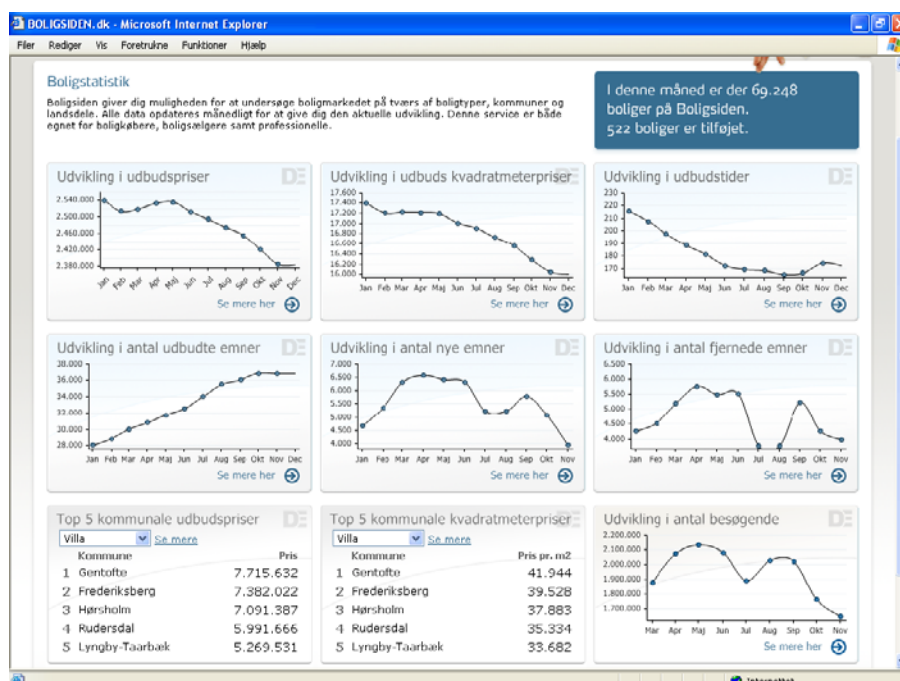 BOLIGSIDEN.dk - Microsoft Internet Explorer
Filer Rediger Vis Foretrukne Funktioner Hjælp
Boligstatistik
Boligsiden giver dig muligheden for at undersøge boligmarkedet på tværs af boligtyper, kommuner og
landsdele. Alle data opdateres månedligt for at give dig den aktuelle udvikling. Denne service er både
egnet for boligkøbere, boligsælgere samt professionelle.
I denne måned er der 69.248
boliger på Boligsiden.
522 boliger er tilføjet.
Udvikling i udbudspriser
2.540.000
2.500.000
2.460.000
2.420.000
2.380.000
Jan Feb Mar Apr Maj Jun Jul Aug Sep Okt Nov Dec
Se mere her
Udvikling i udbuds kvadratmeterpriser
17.600
17.400
17.200
17.000
16.800
16.600
16.400
16.200
16.000
Jan Feb Mar Apr Maj Jun Jul Aug Sep Okt Nov Dec
Se mere her
Udvikling i udbudstider
230
220
210
200
190
180
170
Jan Feb Mar Apr Maj Jun Jul Aug Sep Okt Nov Dec
Se mere her
Udvikling i antal udbudte emner
38.000
36.000
34.000
32.000
30.000
28.000
Jan Feb Mar Apr Maj Jun Jul Aug Sep Okt Nov Dec
Se mere her
Udvikling i antal nye emner
7.000
6.500
6.000
5.500
5.000
4.500
4.000
Jan Feb Mar Apr Maj Jun Jul Aug Sep Okt Nov
Se mere her
Udvikling i antal fjernede emner
6.500
6.000
5.500
5.000
4.500
4.000
Jan Feb Mar Apr Maj Jun Jul Aug Sep Okt Nov
Se mere her
Top 5 kommunale udbudspriser
Villa Se mere
Kommune Pris
1 Gentofte 7.715.632
2 Frederiksberg 7.382.022
3 Hørsholm 7.091.387
4 Rudersdal 5.991.666
5 Lyngby-Taarbæk 5.269.531
Top 5 kommunale kvadratmeterpriser
Villa Se mere
Kommune Pris pr. m2
1 Gentofte 41.944
2 Frederiksberg 39.528
3 Hørsholm 37.883
4 Rudersdal 35.334
5 Lyngby-Taarbæk 33.682
Udvikling i antal besøgende
2.200.000
2.100.000
2.000.000
1.900.000
1.800.000
1.700.000
Mar Apr Maj Jun Jul Aug Sep Okt Nov
Se mere her